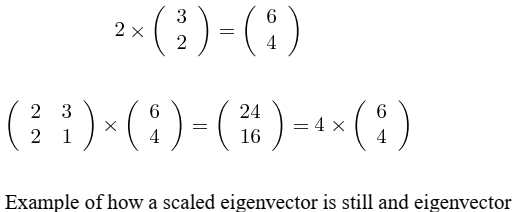 2 × ( 3 2 ) = ( 6 4 )
( 2 3 2 1 ) × ( 6 4 ) = ( 24 16 ) = 4 × ( 6 4 )
Example of how a scaled eigenvector is still and eigenvector